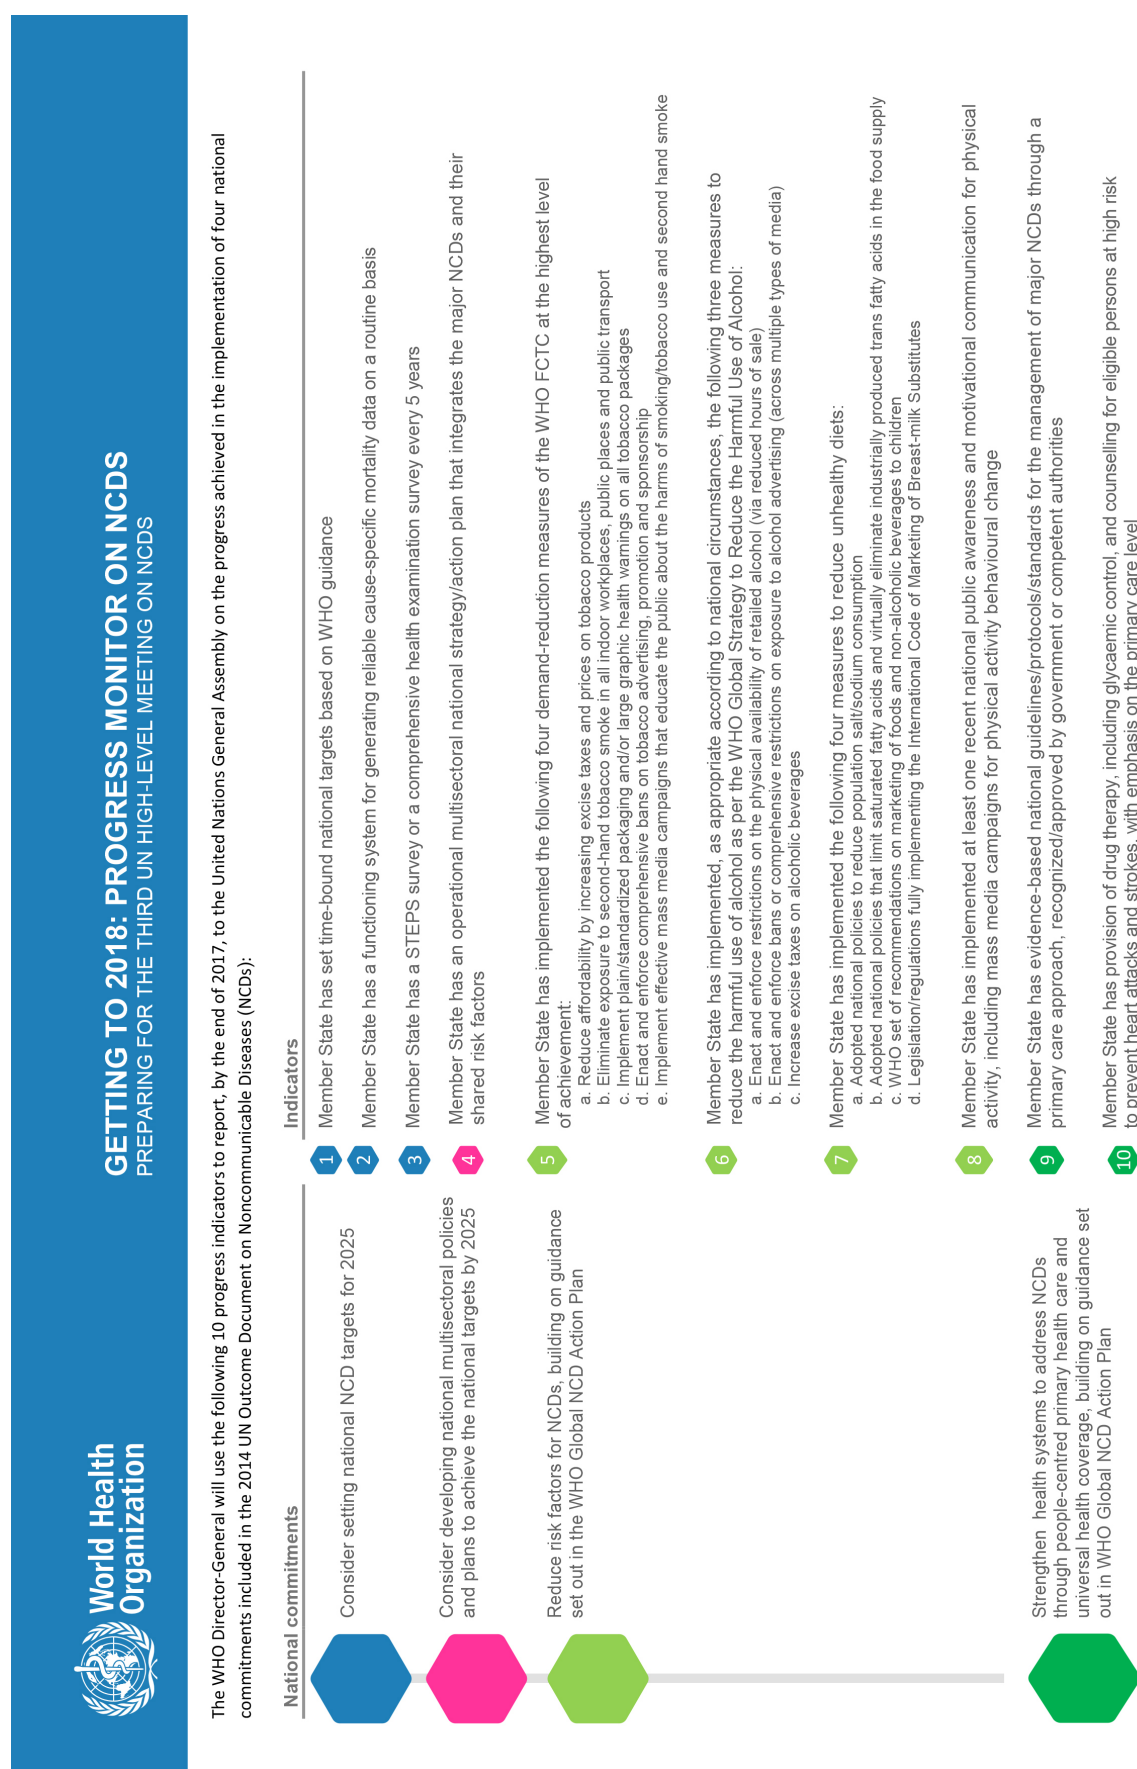 World Health
Organization
GETTING TO 2018: PROGRESS MONITOR ON NCDS
PREPARING FOR THE THIRD UN HIGH-LEVEL MEETING ON NCDS
The WHO Director-General will use the following 10 progress indicators to report, by the end of 2017, to the United Nations General Assembly on the progress achieved in the implementation of four national
commitments included in the 2014 UN Outcome Document on Noncommunicable Diseases (NCDs):
National commitments
Indicators
Consider setting national NCD targets for 2025
1
Member State has set time-bound national targets based on WHO guidance
2
Member State has a functioning system for generating reliable cause-specific mortality data on a routine basis
3
Member State has a STEPS survey or a comprehensive health examination survey every 5 years
Consider developing national multisectoral policies
and plans to achieve the national targets by 2025
4
Member State has an operational multisectoral national strategy/action plan that integrates the major NCDs and their
shared risk factors
Reduce risk factors for NCDs, building on guidance
set out in the WHO Global NCD Action Plan
5
Member State has implemented the following four demand-reduction measures of the WHO FCTC at the highest level
of achievement:
a. Reduce affordability by increasing excise taxes and prices on tobacco products
b. Eliminate exposure to second-hand tobacco smoke in all indoor workplaces, public places and public transport
c. Implement plain/standardized packaging and/or large graphic health warnings on all tobacco packages
d. Enact and enforce comprehensive bans on tobacco advertising, promotion and sponsorship
e. Implement effective mass media campaigns that educate the public about the harms of smoking/tobacco use and second hand smoke
6
Member State has implemented, as appropriate according to national circumstances, the following three measures to
reduce the harmful use of alcohol as per the WHO Global Strategy to Reduce the Harmful Use of Alcohol:
a. Enact and enforce restrictions on the physical availability of retailed alcohol (via reduced hours of sale)
b. Enact and enforce bans or comprehensive restrictions on exposure to alcohol advertising (across multiple types of media)
c. Increase excise taxes on alcoholic beverages
7
Member State has implemented the following four measures to reduce unhealthy diets:
a. Adopted national policies to reduce population salt/sodium consumption
b. Adopted national policies that limit saturated fatty acids and virtually eliminate industrially produced trans fatty acids in the food supply
c. WHO set of recommendations on marketing of foods and non-alcoholic beverages to children
d. Legislation/regulations fully implementing the International Code of Marketing of Breast-milk Substitutes
8
Member State has implemented at least one recent national public awareness and motivational communication for physical
activity, including mass media campaigns for physical activity behavioural change
Strengthen health systems to address NCDs
through people-centred primary health care and
universal health coverage, building on guidance set
out in WHO Global NCD Action Plan
9
Member State has evidence-based national guidelines/protocols/standards for the management of major NCDs through a
primary care approach, recognized/approved by government or competent authorities
10
Member State has provision of drug therapy, including glycaemic control, and counselling for eligible persons at high risk
to prevent heart attacks and strokes, with emphasis on the primary care level